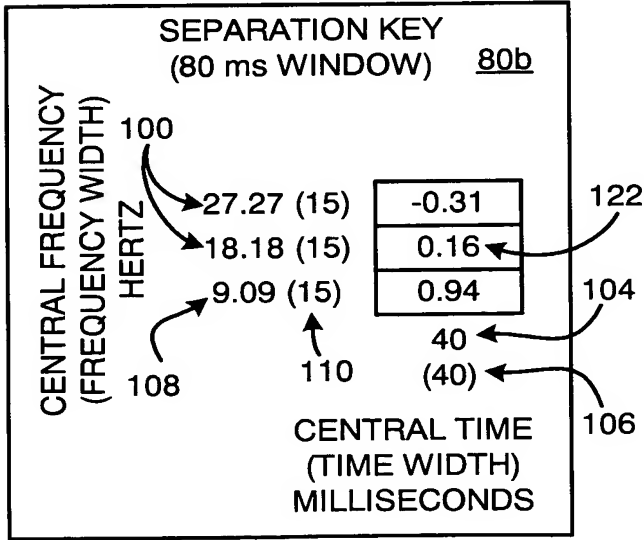 SEPARATION KEY
(80 ms WINDOW)
80b
CENTRAL FREQUENCY
(FREQUENCY WIDTH)
HERTZ
100
27.27 (15)
-0.31
18.18 (15)
0.16
122
9.09 (15)
0.94
108
110
40
104
(40)
106
CENTRAL TIME
(TIME WIDTH)
MILLISECONDS